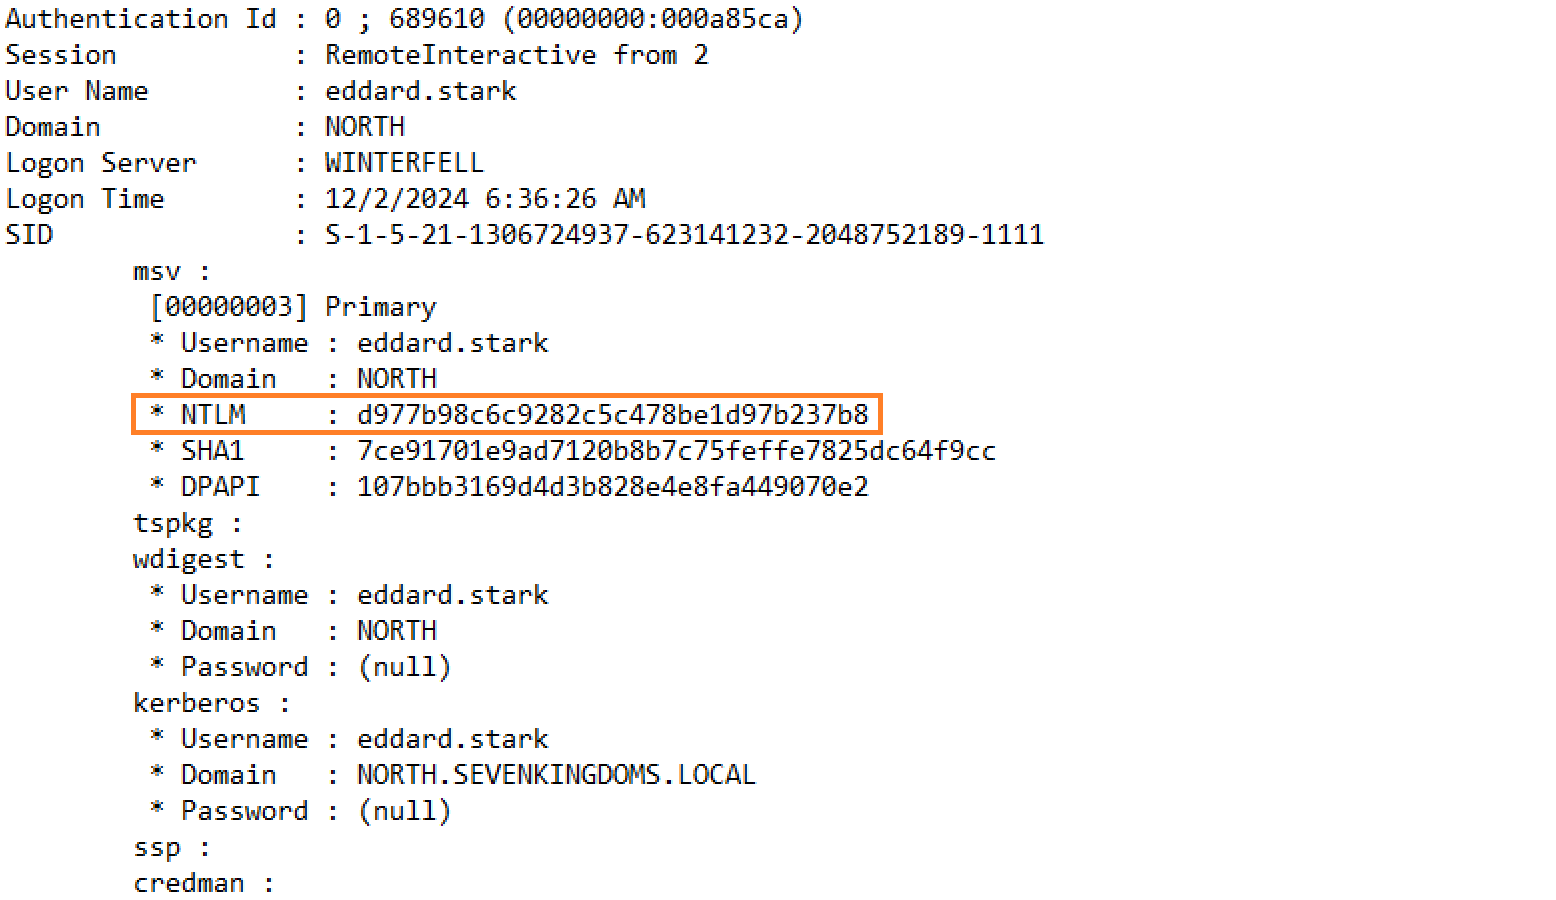 Authentication Id : 0 ; 689610 (00000000:000a85ca)
Session           : RemoteInteractive from 2
User Name         : eddard.stark
Domain            : NORTH
Logon Server      : WINTERFELL
Logon Time        : 12/2/2024 6:36:26 AM
SID               : S-1-5-21-1306724937-623141232-2048752189-1111
        msv :
         [00000003] Primary
         * Username : eddard.stark
         * Domain   : NORTH
         * NTLM     : d977b98c6c9282c5c478be1d97b237b8
         * SHA1     : 7ce91701e9ad7120b8b7c75feffe7825dc64f9cc
         * DPAPI    : 107bbb3169d4d3b828e4e8fa449070e2
        tspkg :
        wdigest :
         * Username : eddard.stark
         * Domain   : NORTH
         * Password : (null)
        kerberos :
         * Username : eddard.stark
         * Domain   : NORTH.SEVENKINGDOMS.LOCAL
         * Password : (null)
        ssp :
        credman :